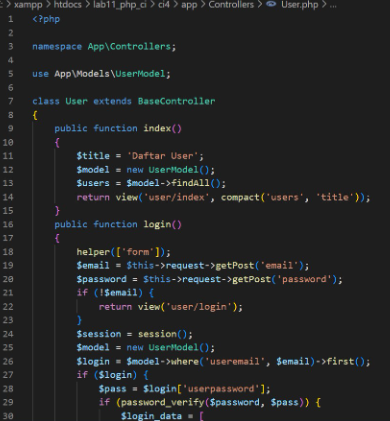 : > xampp > htdocs > lab11_php_ci > ci4 > app > Controllers > User.php > ...
1 <?php
2
3 namespace App\Controllers;
4
5 use App\Models\UserModel;
6
7 class User extends BaseController
8 {
9 public function index()
10 {
11 $title = 'Daftar User';
12 $model = new UserModel();
13 $users = $model->findAll();
14 return view('user/index', compact('users', 'title'));
15 }
16 public function login()
17 {
18 helper(['form']);
19 $email = $this->request->getPost('email');
20 $password = $this->request->getPost('password');
21 if (!$email) {
22 return view('user/login');
23 }
24 $session = session();
25 $model = new UserModel();
26 $login = $model->where('useremail', $email)->first();
27 if ($login) {
28 $pass = $login['userpassword'];
29 if (password_verify($password, $pass)) {
30 $login_data = [